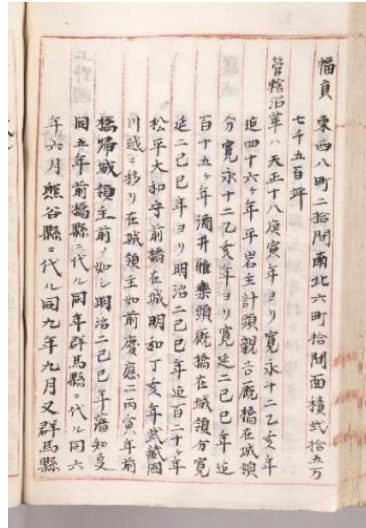 幅員 東西八町二拾間南北六町拾間面積弐拾五万
七千五百坪
管轄沿革ハ天正十八庚寅年ヨリ寛永十二乙亥年
迄四十六ヶ年平岩主計頭親吉厩橋在城領
分寛永十二乙亥年ヨリ寛延二己巳年迄
百十五ヶ年酒井雅樂頭厩橋在城領分寛
延二己巳年ヨリ明治二己巳年迄百二十ヶ年
松平大和守前橋在城明和丁亥年武藏国
川越ニ移リ在城領主如前慶應二丙寅年前
橋帰城領主前ノ如シ明治二己巳年藩知事
同五年前橋縣ニ代ル同年群馬縣ニ代ル同六
年六月熊谷縣ニ代ル同九年九月又群馬縣